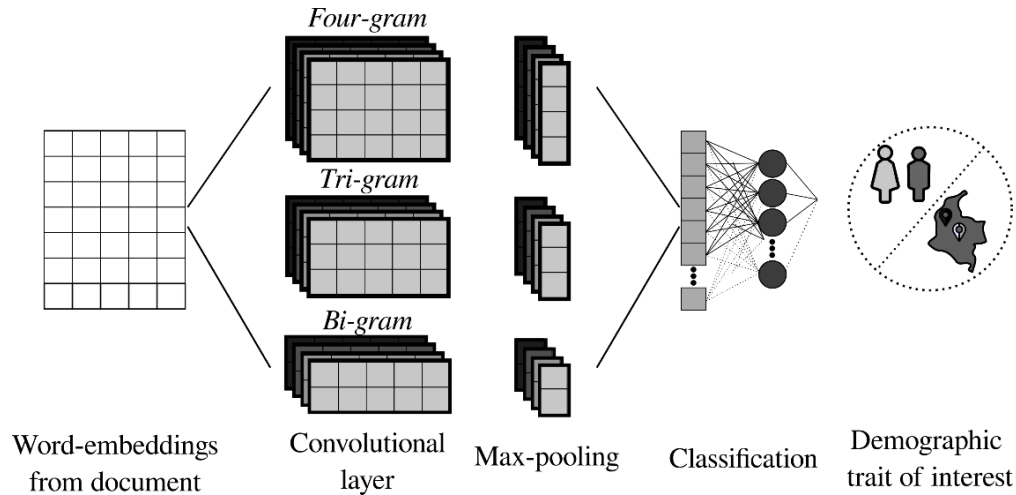 Four-gram
Tri-gram
Bi-gram
Word-embeddings
from document
Convolutional
layer
Max-pooling
Classification
Demographic
trait of interest